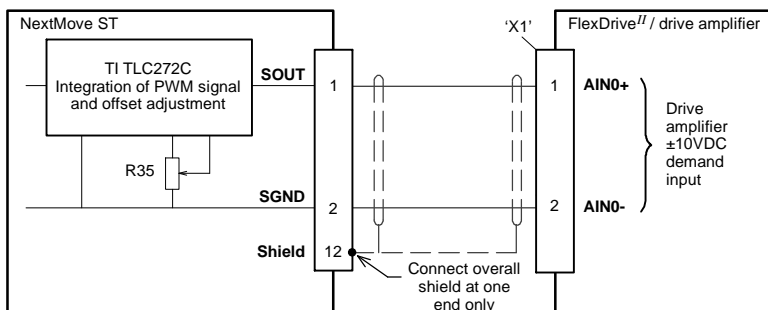 NextMove ST
‘X1’
FlexDrive^II / drive amplifier
TI TLC272C
Integration of PWM signal
and offset adjustment
SOUT
1
1
AIN0+
Drive
amplifier
±10VDC
demand
input
R35
SGND
2
2
AIN0-
Shield
12
Connect overall
shield at one
end only